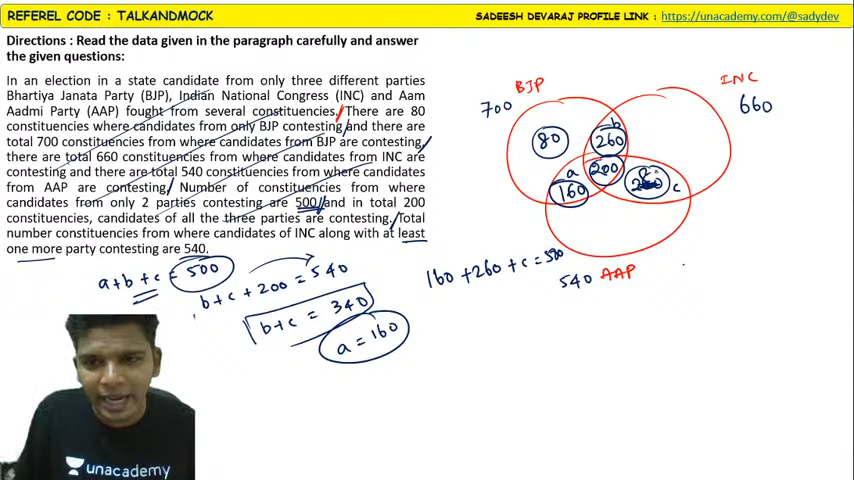 REFEREL CODE : TALKANDMOCK
SADEESH DEVARAJ PROFILE LINK : https://unacademy.com/@sadydev
Directions : Read the data given in the paragraph carefully and answer
the given questions:
In an election in a state candidate from only three different parties
Bhartiya Janata Party (BJP), Indian National Congress (INC) and Aam
Aadmi Party (AAP) fought from several constituencies. There are 80
constituencies where candidates from only BJP contesting and there are
total 700 constituencies from where candidates from BJP are contesting,
there are total 660 constituencies from where candidates from INC are
contesting and there are total 540 constituencies from where candidates
from AAP are contesting. Number of constituencies from where
candidates from only 2 parties contesting are 500 and in total 200
constituencies, candidates of all the three parties are contesting. Total
number constituencies from where candidates of INC along with at least
one more party contesting are 540.
BJP
700
INC
660
80
b
260
a
200
160
c
540 AAP
a+b+c = 500
b+c+200 = 540
b+c = 340
a = 160
160+260+c=500
unacademy